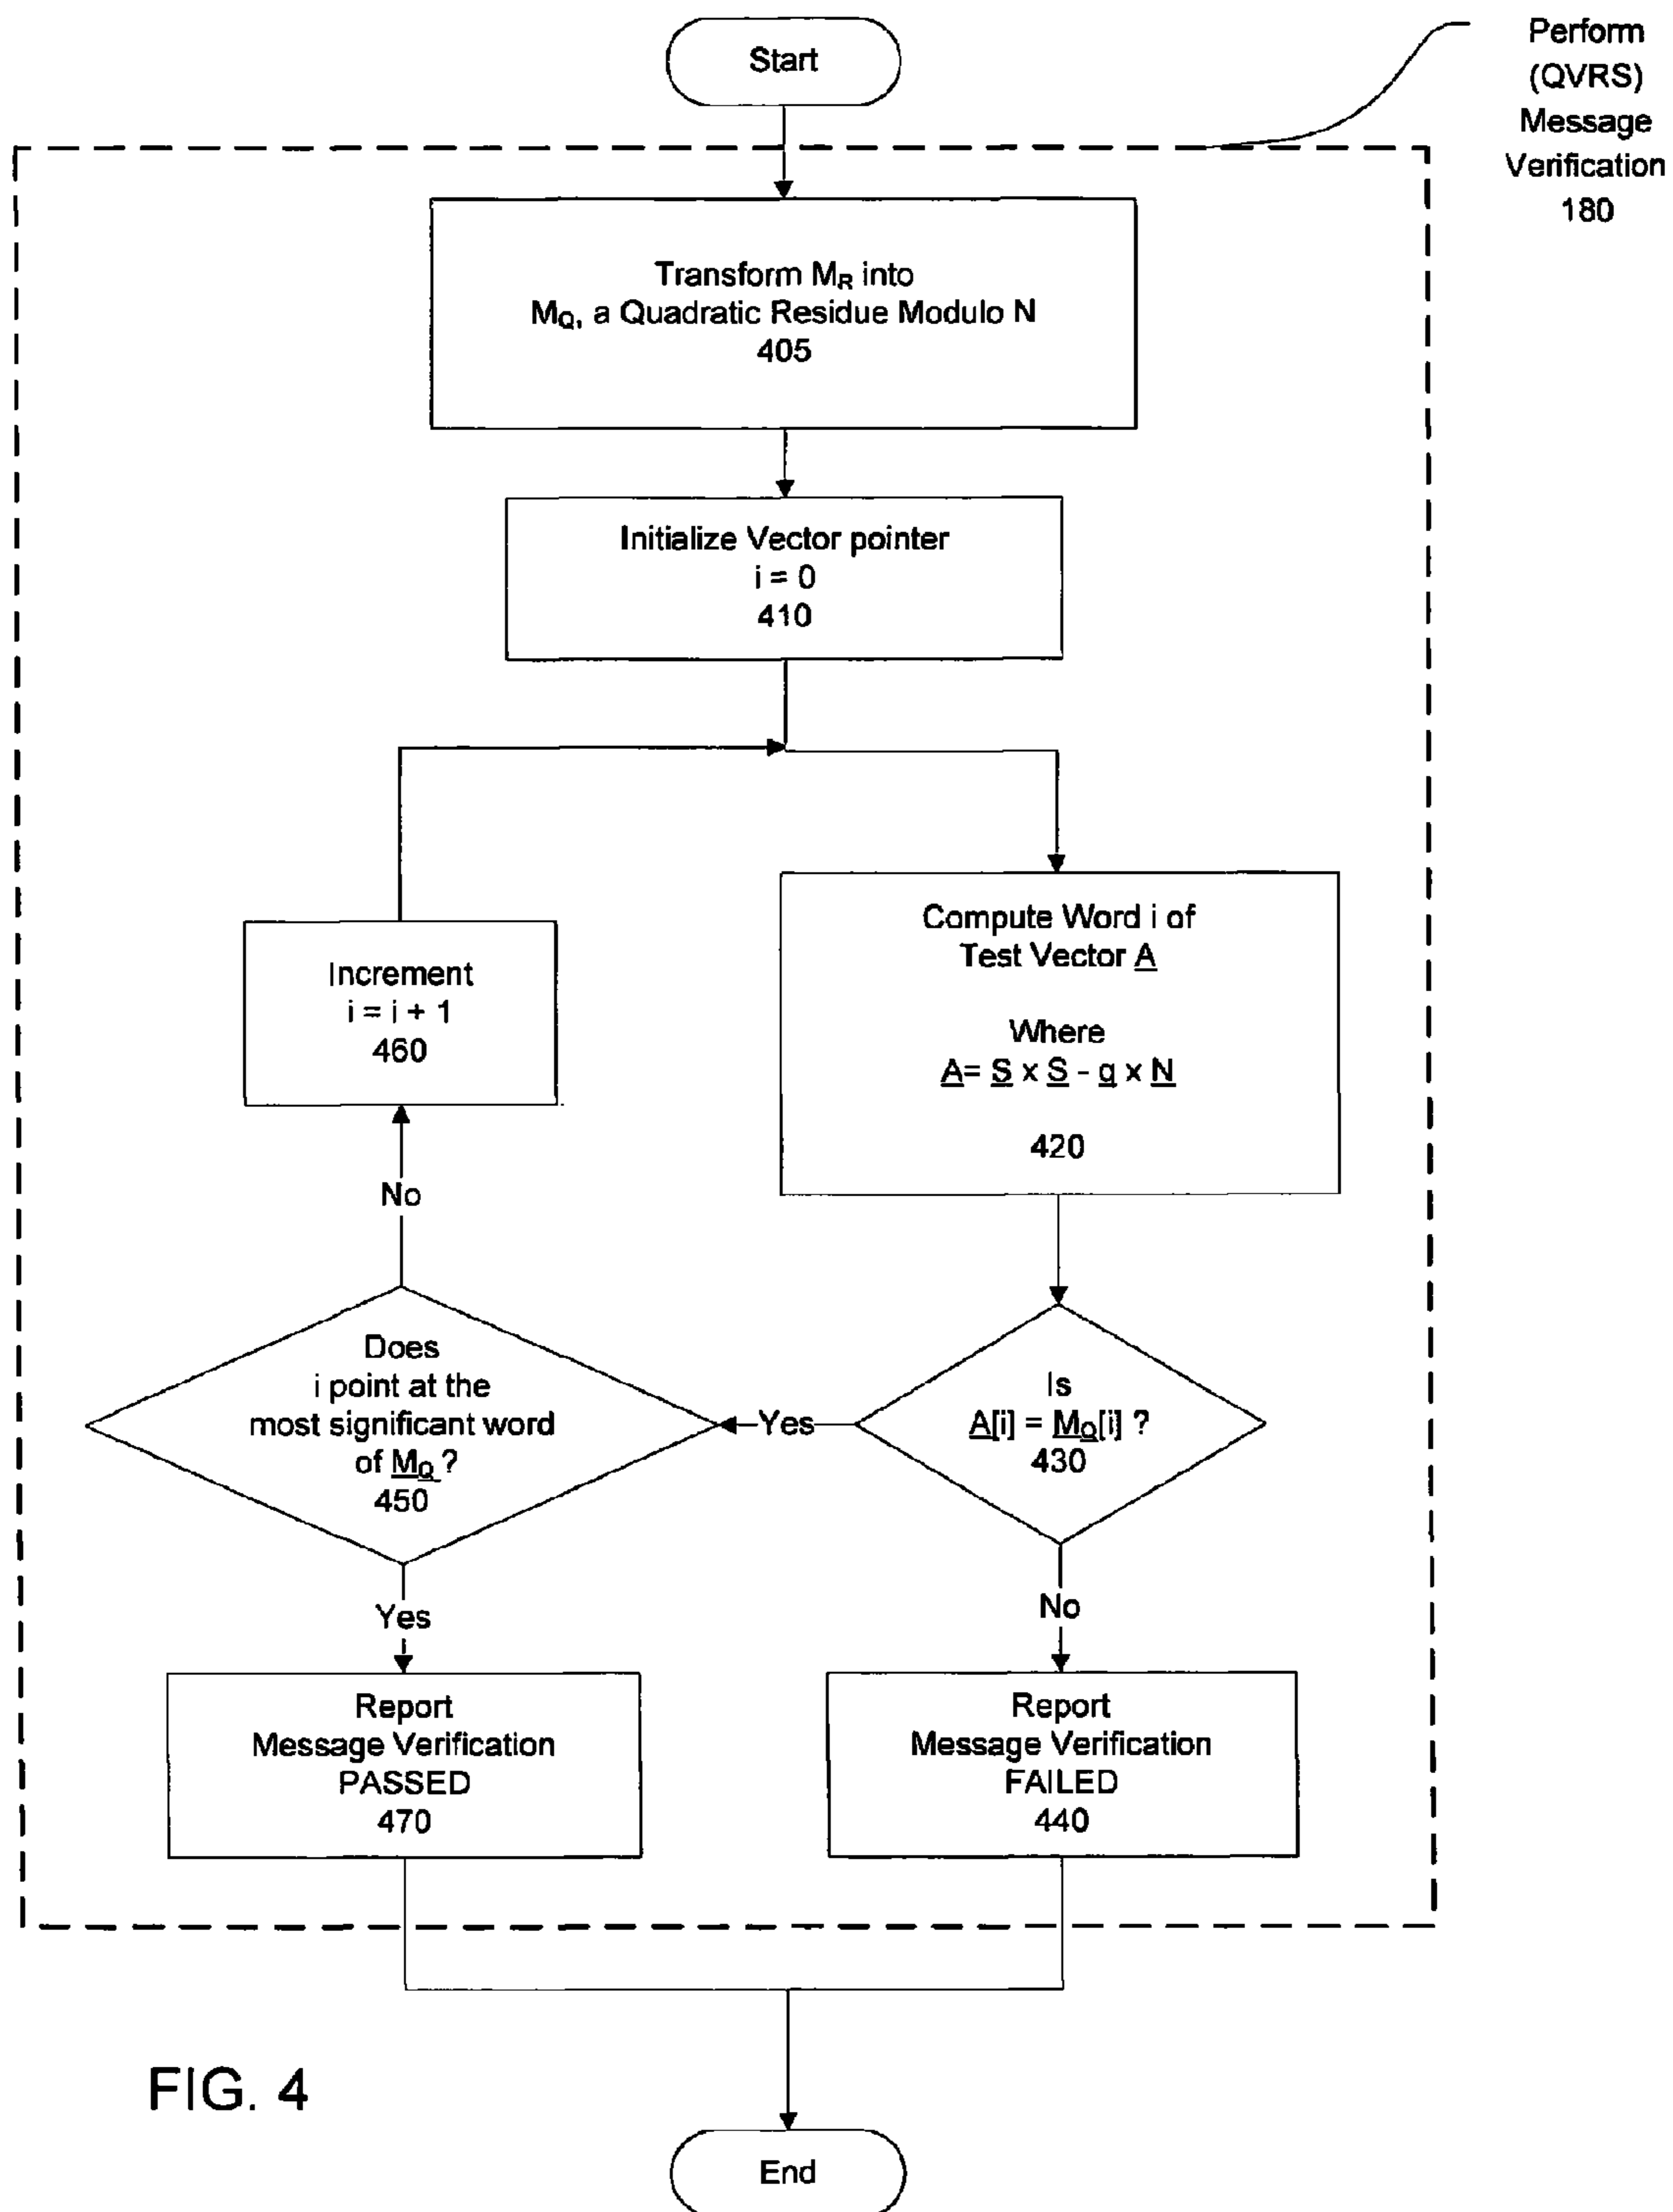 Start
Perform
(QVRS)
Message
Verification
180
Transform MR into
MQ, a Quadratic Residue Modulo N
405
Initialize Vector pointer
i = 0
410
Increment
i = i + 1
460
Compute Word i of
Test Vector A
Where
A= S x S - q x N
420
No
Does
i point at the
most significant word
of MQ ?
450
Yes
Is
A[i] = MQ[i] ?
430
Yes
No
Report
Message Verification
PASSED
470
Report
Message Verification
FAILED
440
FIG. 4
End